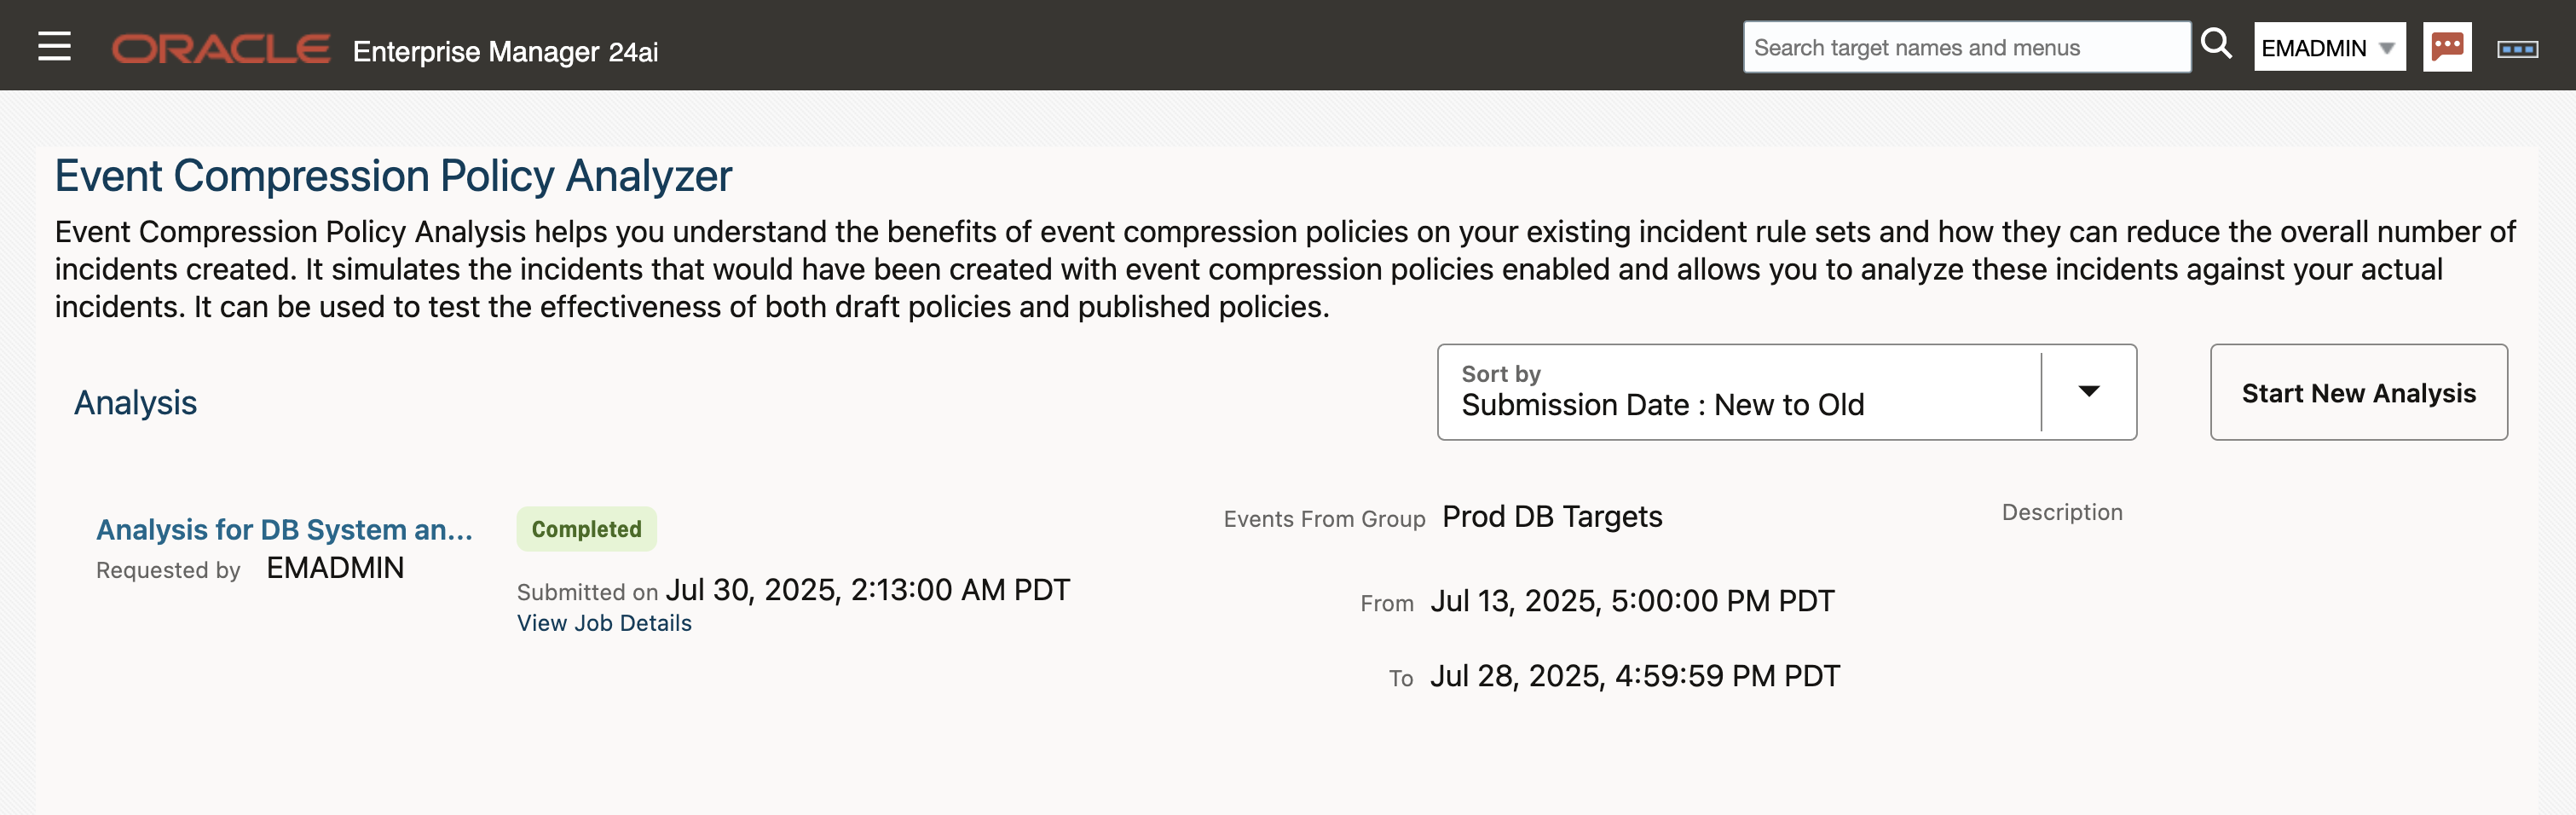 ORACLE Enterprise Manager 24ai
Search target names and menus
EMADMIN
Event Compression Policy Analyzer
Event Compression Policy Analysis helps you understand the benefits of event compression policies on your existing incident rule sets and how they can reduce the overall number of
incidents created. It simulates the incidents that would have been created with event compression policies enabled and allows you to analyze these incidents against your actual
incidents. It can be used to test the effectiveness of both draft policies and published policies.
Analysis
Sort by
Submission Date : New to Old
Start New Analysis
Analysis for DB System an...
Requested by EMADMIN
Completed
Submitted on Jul 30, 2025, 2:13:00 AM PDT
View Job Details
Events From Group Prod DB Targets
From Jul 13, 2025, 5:00:00 PM PDT
To Jul 28, 2025, 4:59:59 PM PDT
Description